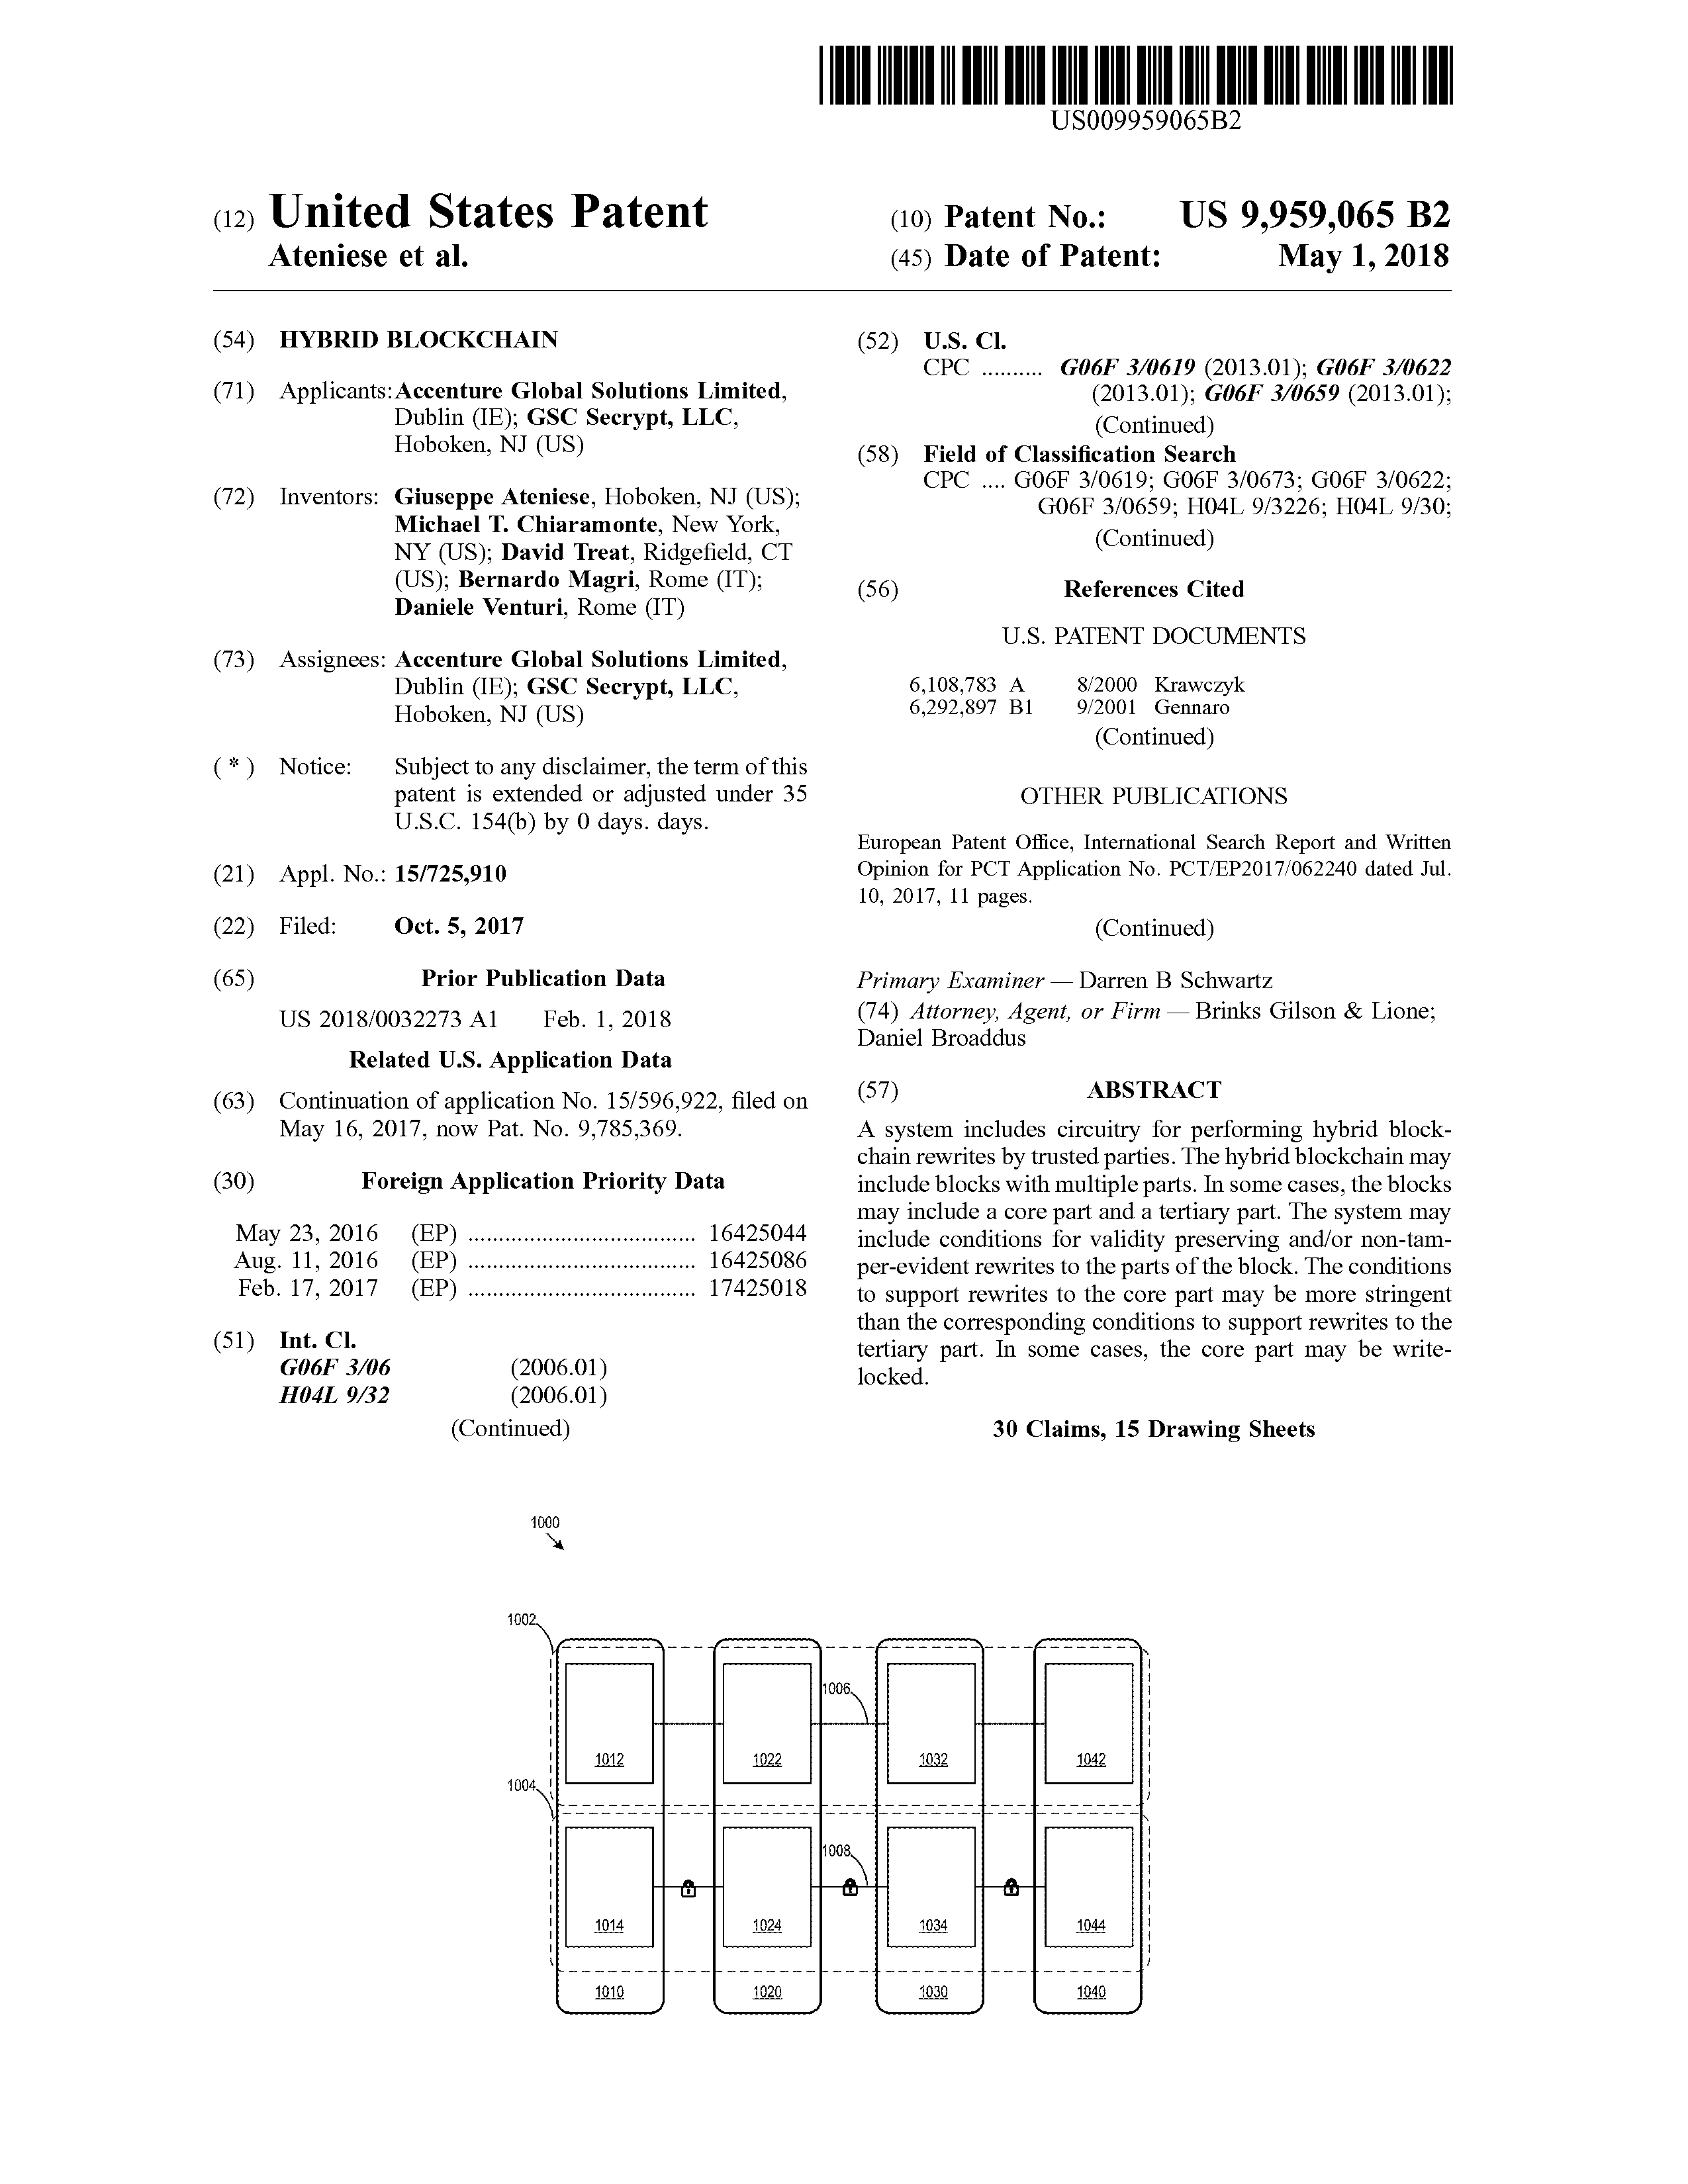 US009959065B2
(12) United States Patent
Ateniese et al.
(10) Patent No.: US 9,959,065 B2
(45) Date of Patent: May 1, 2018
(54) HYBRID BLOCKCHAIN
(71) Applicants: Accenture Global Solutions Limited,
Dublin (IE); GSC Secrypt, LLC,
Hoboken, NJ (US)
(72) Inventors: Giuseppe Ateniese, Hoboken, NJ (US);
Michael T. Chiaramonte, New York,
NY (US); David Treat, Ridgefield, CT
(US); Bernardo Magri, Rome (IT);
Daniele Venturi, Rome (IT)
(73) Assignees: Accenture Global Solutions Limited,
Dublin (IE); GSC Secrypt, LLC,
Hoboken, NJ (US)
( * ) Notice: Subject to any disclaimer, the term of this
patent is extended or adjusted under 35
U.S.C. 154(b) by 0 days. days.
(21) Appl. No.: 15/725,910
(22) Filed: Oct. 5, 2017
(65) Prior Publication Data
US 2018/0032273 A1 Feb. 1, 2018
Related U.S. Application Data
(63) Continuation of application No. 15/596,922, filed on
May 16, 2017, now Pat. No. 9,785,369.
(30) Foreign Application Priority Data
May 23, 2016 (EP) ..................................... 16425044
Aug. 11, 2016 (EP) ..................................... 16425086
Feb. 17, 2017 (EP) ..................................... 17425018
(51) Int. Cl.
G06F 3/06 (2006.01)
H04L 9/32 (2006.01)
(Continued)
(52) U.S. Cl.
CPC .......... G06F 3/0619 (2013.01); G06F 3/0622
(2013.01); G06F 3/0659 (2013.01);
(Continued)
(58) Field of Classification Search
CPC .... G06F 3/0619; G06F 3/0673; G06F 3/0622;
G06F 3/0659; H04L 9/3226; H04L 9/30;
(Continued)
(56) References Cited
U.S. PATENT DOCUMENTS
6,108,783 A 8/2000 Krawczyk
6,292,897 B1 9/2001 Gennaro
(Continued)
OTHER PUBLICATIONS
European Patent Office, International Search Report and Written
Opinion for PCT Application No. PCT/EP2017/062240 dated Jul.
10, 2017, 11 pages.
(Continued)
Primary Examiner — Darren B Schwartz
(74) Attorney, Agent, or Firm — Brinks Gilson & Lione;
Daniel Broaddus
(57) ABSTRACT
A system includes circuitry for performing hybrid block-
chain rewrites by trusted parties. The hybrid blockchain may
include blocks with multiple parts. In some cases, the blocks
may include a core part and a tertiary part. The system may
include conditions for validity preserving and/or non-tam-
per-evident rewrites to the parts of the block. The conditions
to support rewrites to the core part may be more stringent
than the corresponding conditions to support rewrites to the
tertiary part. In some cases, the core part may be write-
locked.
30 Claims, 15 Drawing Sheets
1000
1002
1006
1012 1022 1032 1042
1004
1008
1014 1024 1034 1044
1010 1020 1030 1040